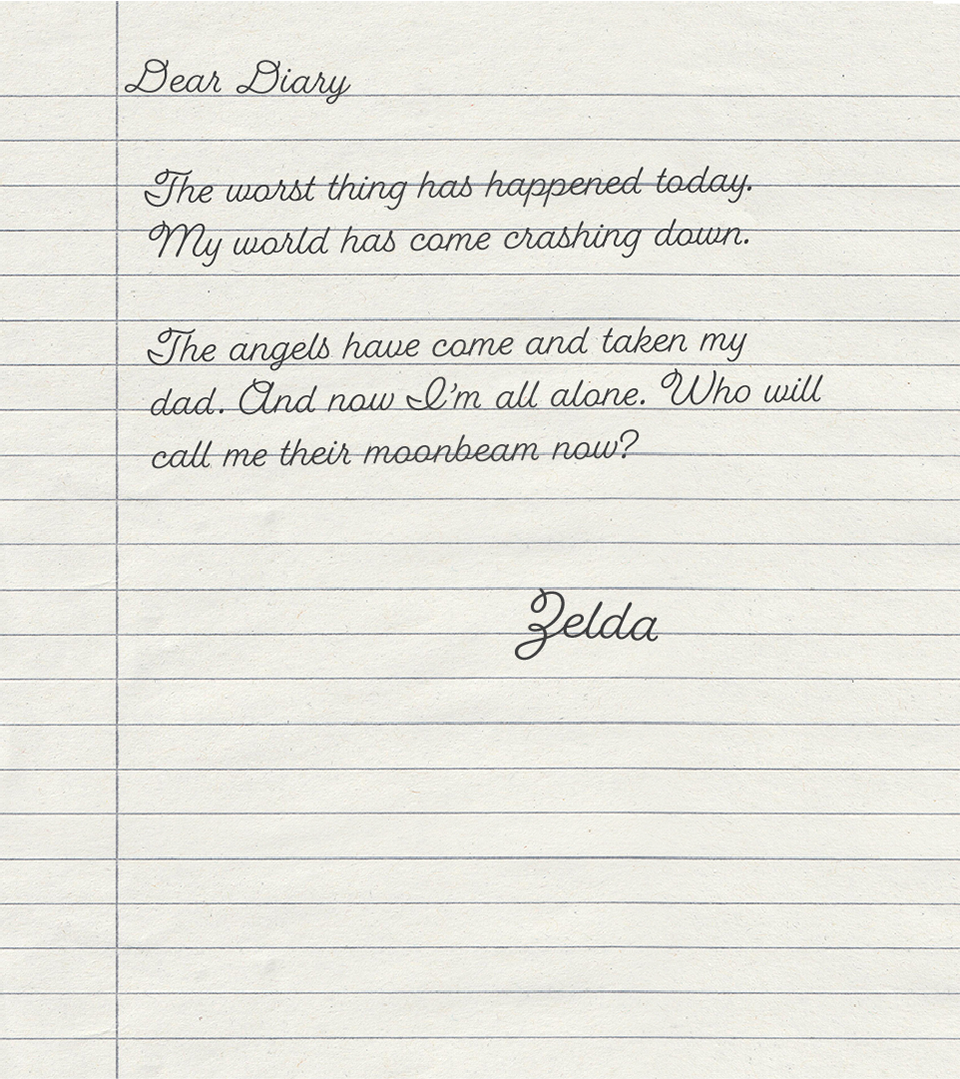 Dear Diary
The worst thing has happened today.
My world has come crashing down.
The angels have come and taken my
dad. And now I'm all alone. Who will
call me their moonbeam now?
Zelda